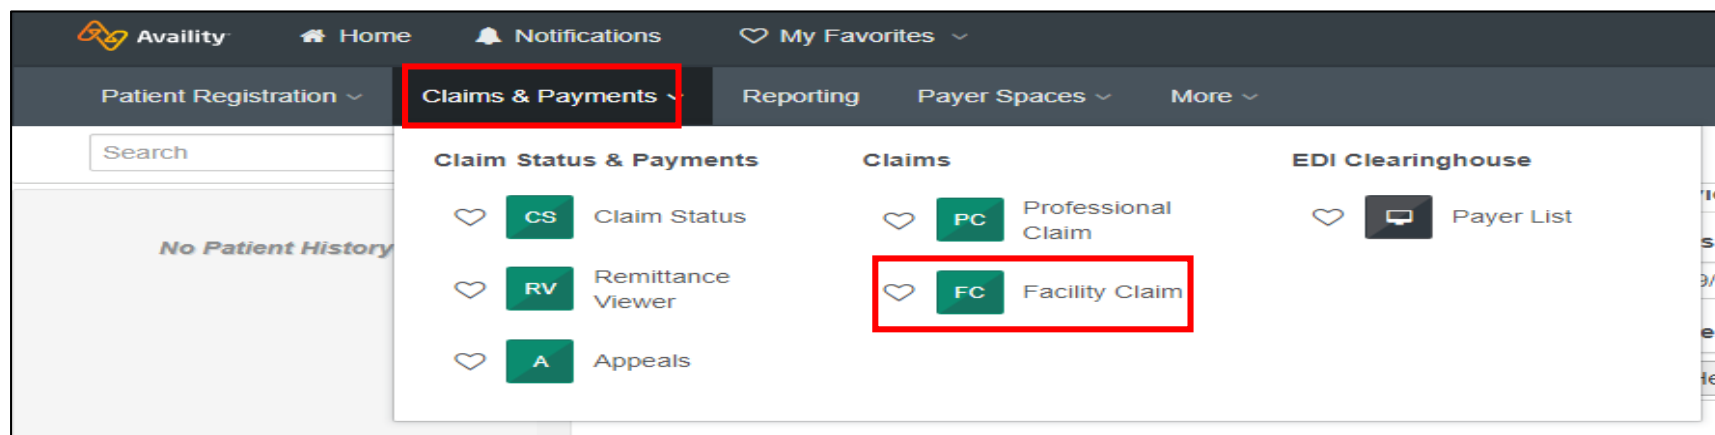 Availity Home Notifications My Favorites
Patient Registration Claims & Payments Reporting Payer Spaces More
Search
No Patient History
Claim Status & Payments
CS Claim Status
RV Remittance
Viewer
A Appeals
Claims
PC Professional
Claim
FC Facility Claim
EDI Clearinghouse
Payer List